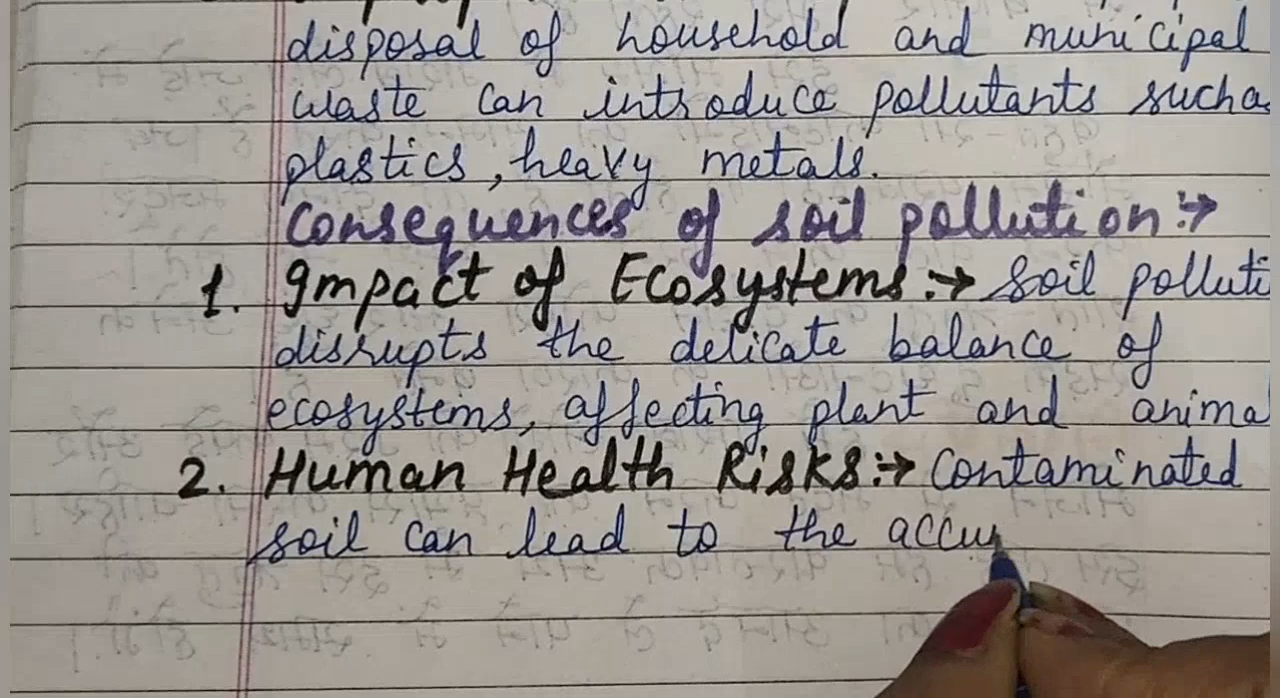 disposal of household and municipal
waste can introduce pollutants such a
plastics, heavy metals.
Consequences of soil pollution :→
1. Impact of Ecosystems :→ Soil polluti
disrupts the delicate balance of
ecosystems, affecting plant and anima
2. Human Health Risks :→ Contaminated
soil can lead to the accu